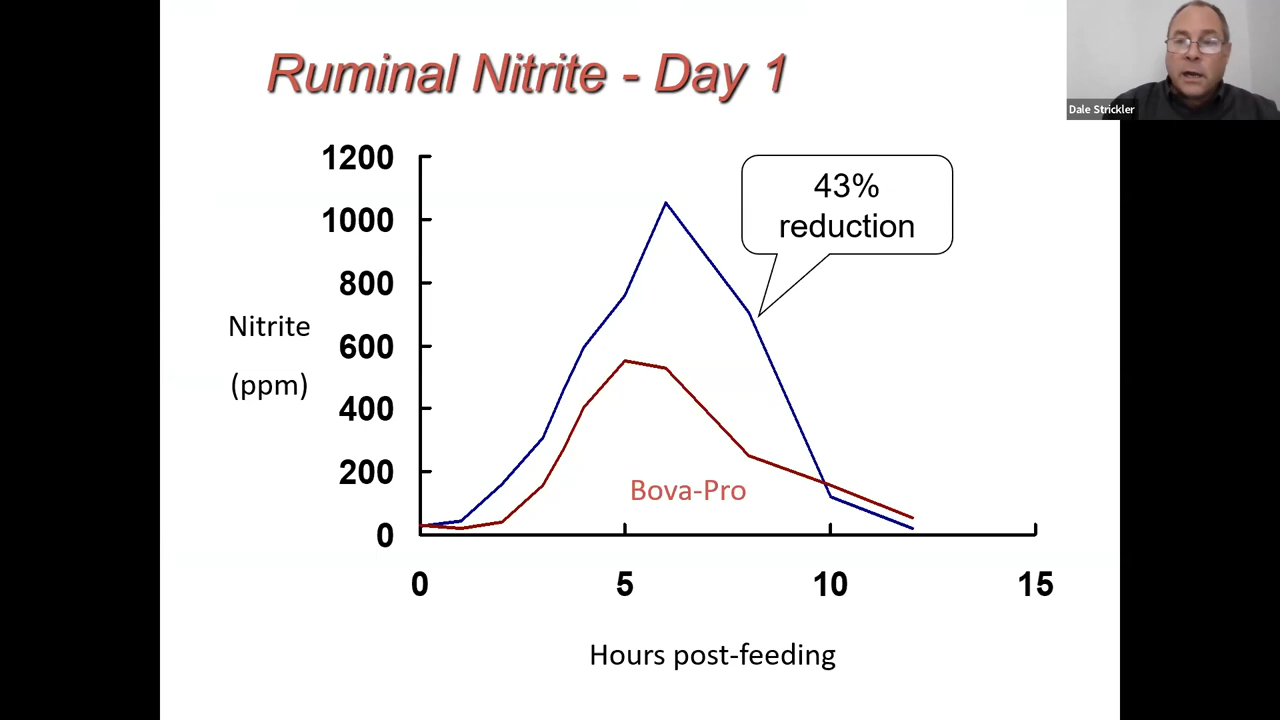 Ruminal Nitrite - Day 1
Dale Strickler
1200
1000
800
600
400
200
0
Nitrite
(ppm)
43%
reduction
Bova-Pro
0 5 10 15
Hours post-feeding